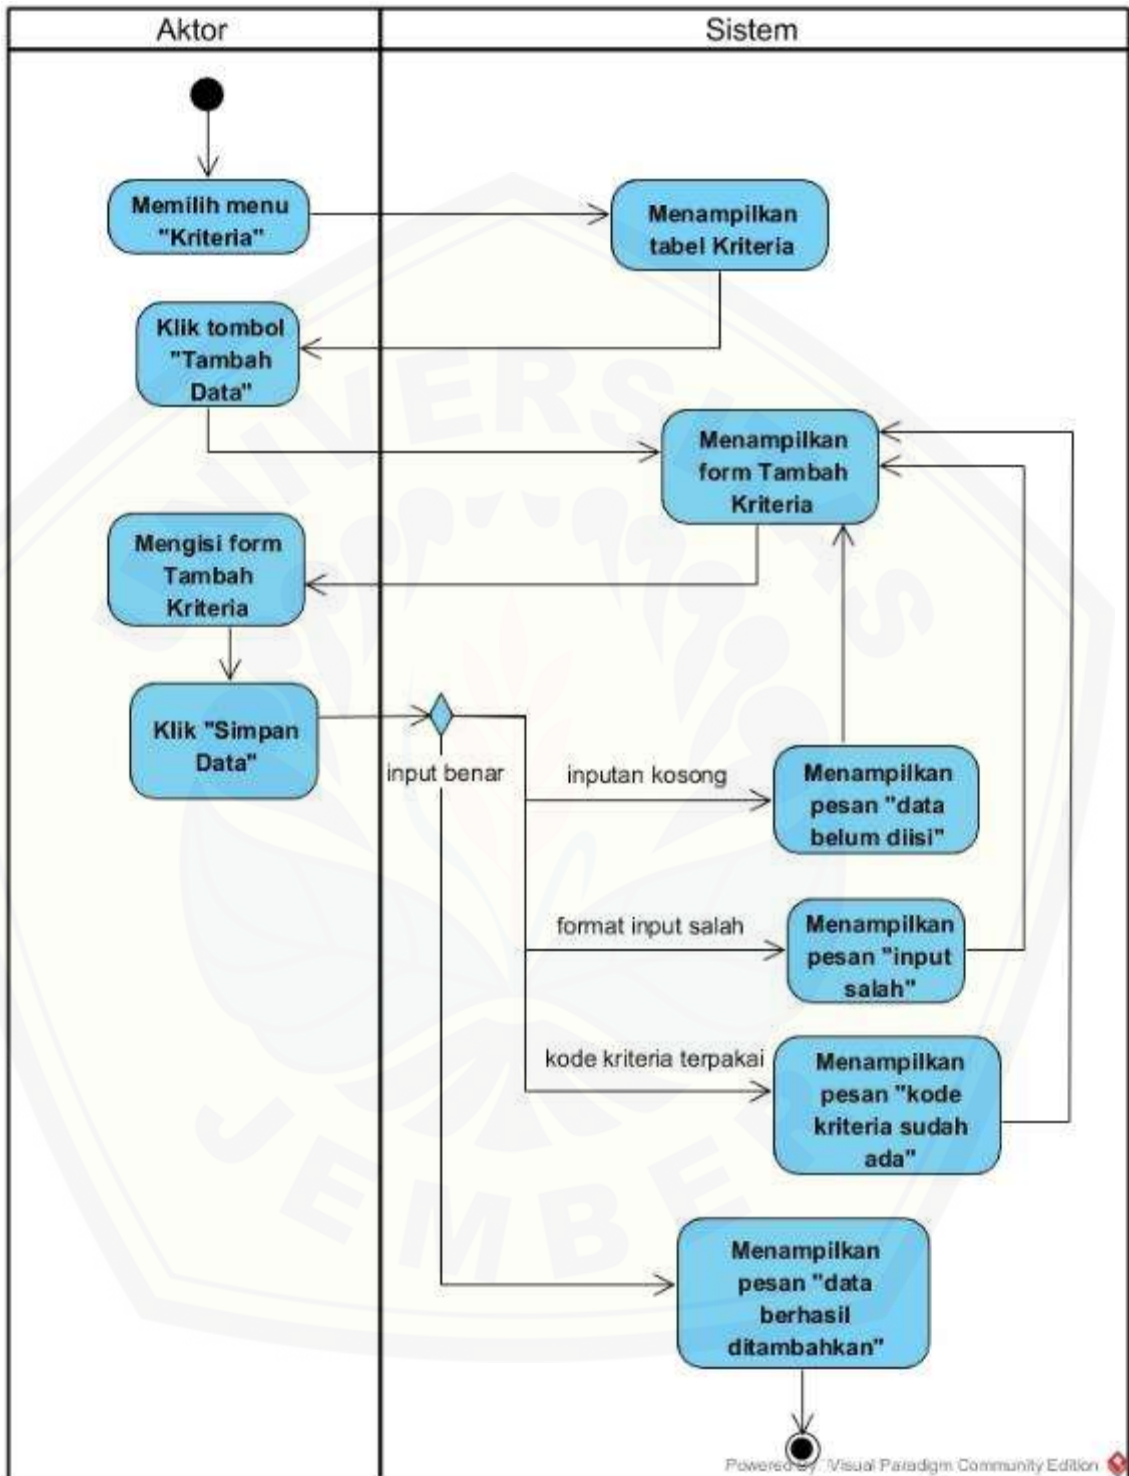 Aktor
Sistem
Memilih menu
"Kriteria"
Menampilkan
tabel Kriteria
Klik tombol
"Tambah
Data"
Menampilkan
form Tambah
Kriteria
Mengisi form
Tambah
Kriteria
Klik "Simpan
Data"
input benar
inputan kosong
Menampilkan
pesan "data
belum diisi"
format input salah
Menampilkan
pesan "input
salah"
kode kriteria terpakai
Menampilkan
pesan "kode
kriteria sudah
ada"
Menampilkan
pesan "data
berhasil
ditambahkan"
UNIVERSITAS
JEMBER
Powered By Visual Paradigm Community Edition